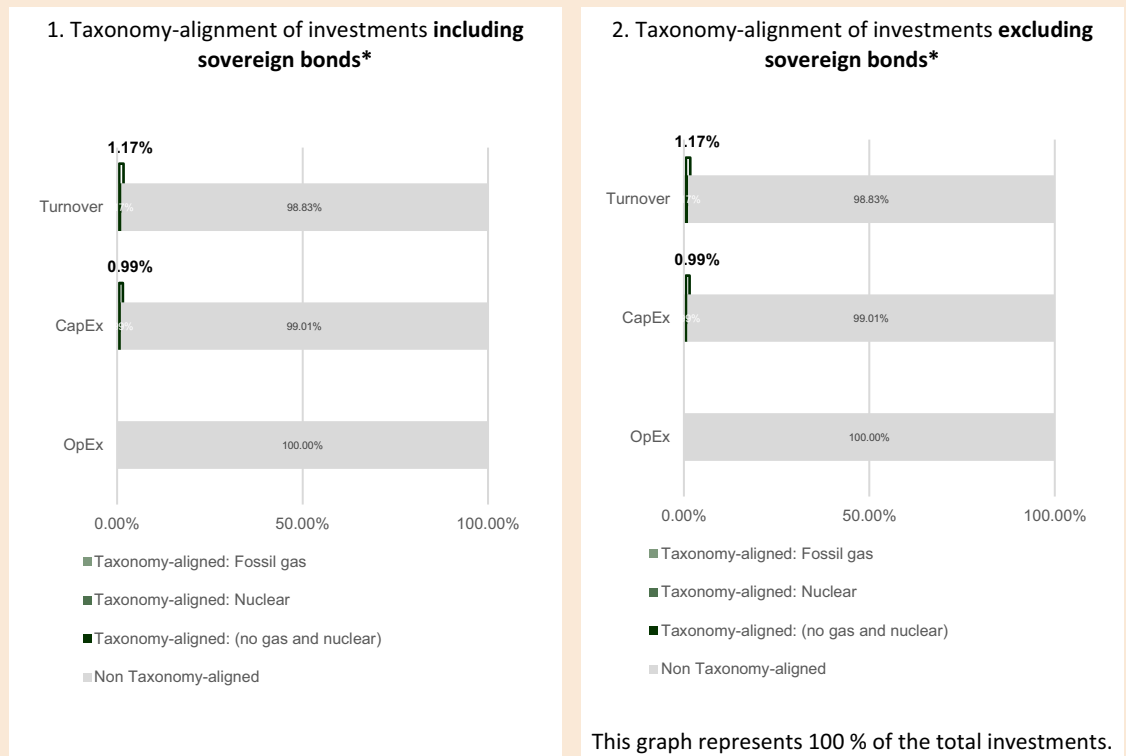 1. Taxonomy-alignment of investments including
sovereign bonds*
1.17%
Turnover
7%
98.83%
0.99%
CapEx
9%
99.01%
OpEx
100.00%
0.00%
50.00%
100.00%
Taxonomy-aligned: Fossil gas
Taxonomy-aligned: Nuclear
Taxonomy-aligned: (no gas and nuclear)
Non Taxonomy-aligned
2. Taxonomy-alignment of investments excluding
sovereign bonds*
1.17%
Turnover
7%
98.83%
0.99%
CapEx
9%
99.01%
OpEx
100.00%
0.00%
50.00%
100.00%
Taxonomy-aligned: Fossil gas
Taxonomy-aligned: Nuclear
Taxonomy-aligned: (no gas and nuclear)
Non Taxonomy-aligned
This graph represents 100 % of the total investments.